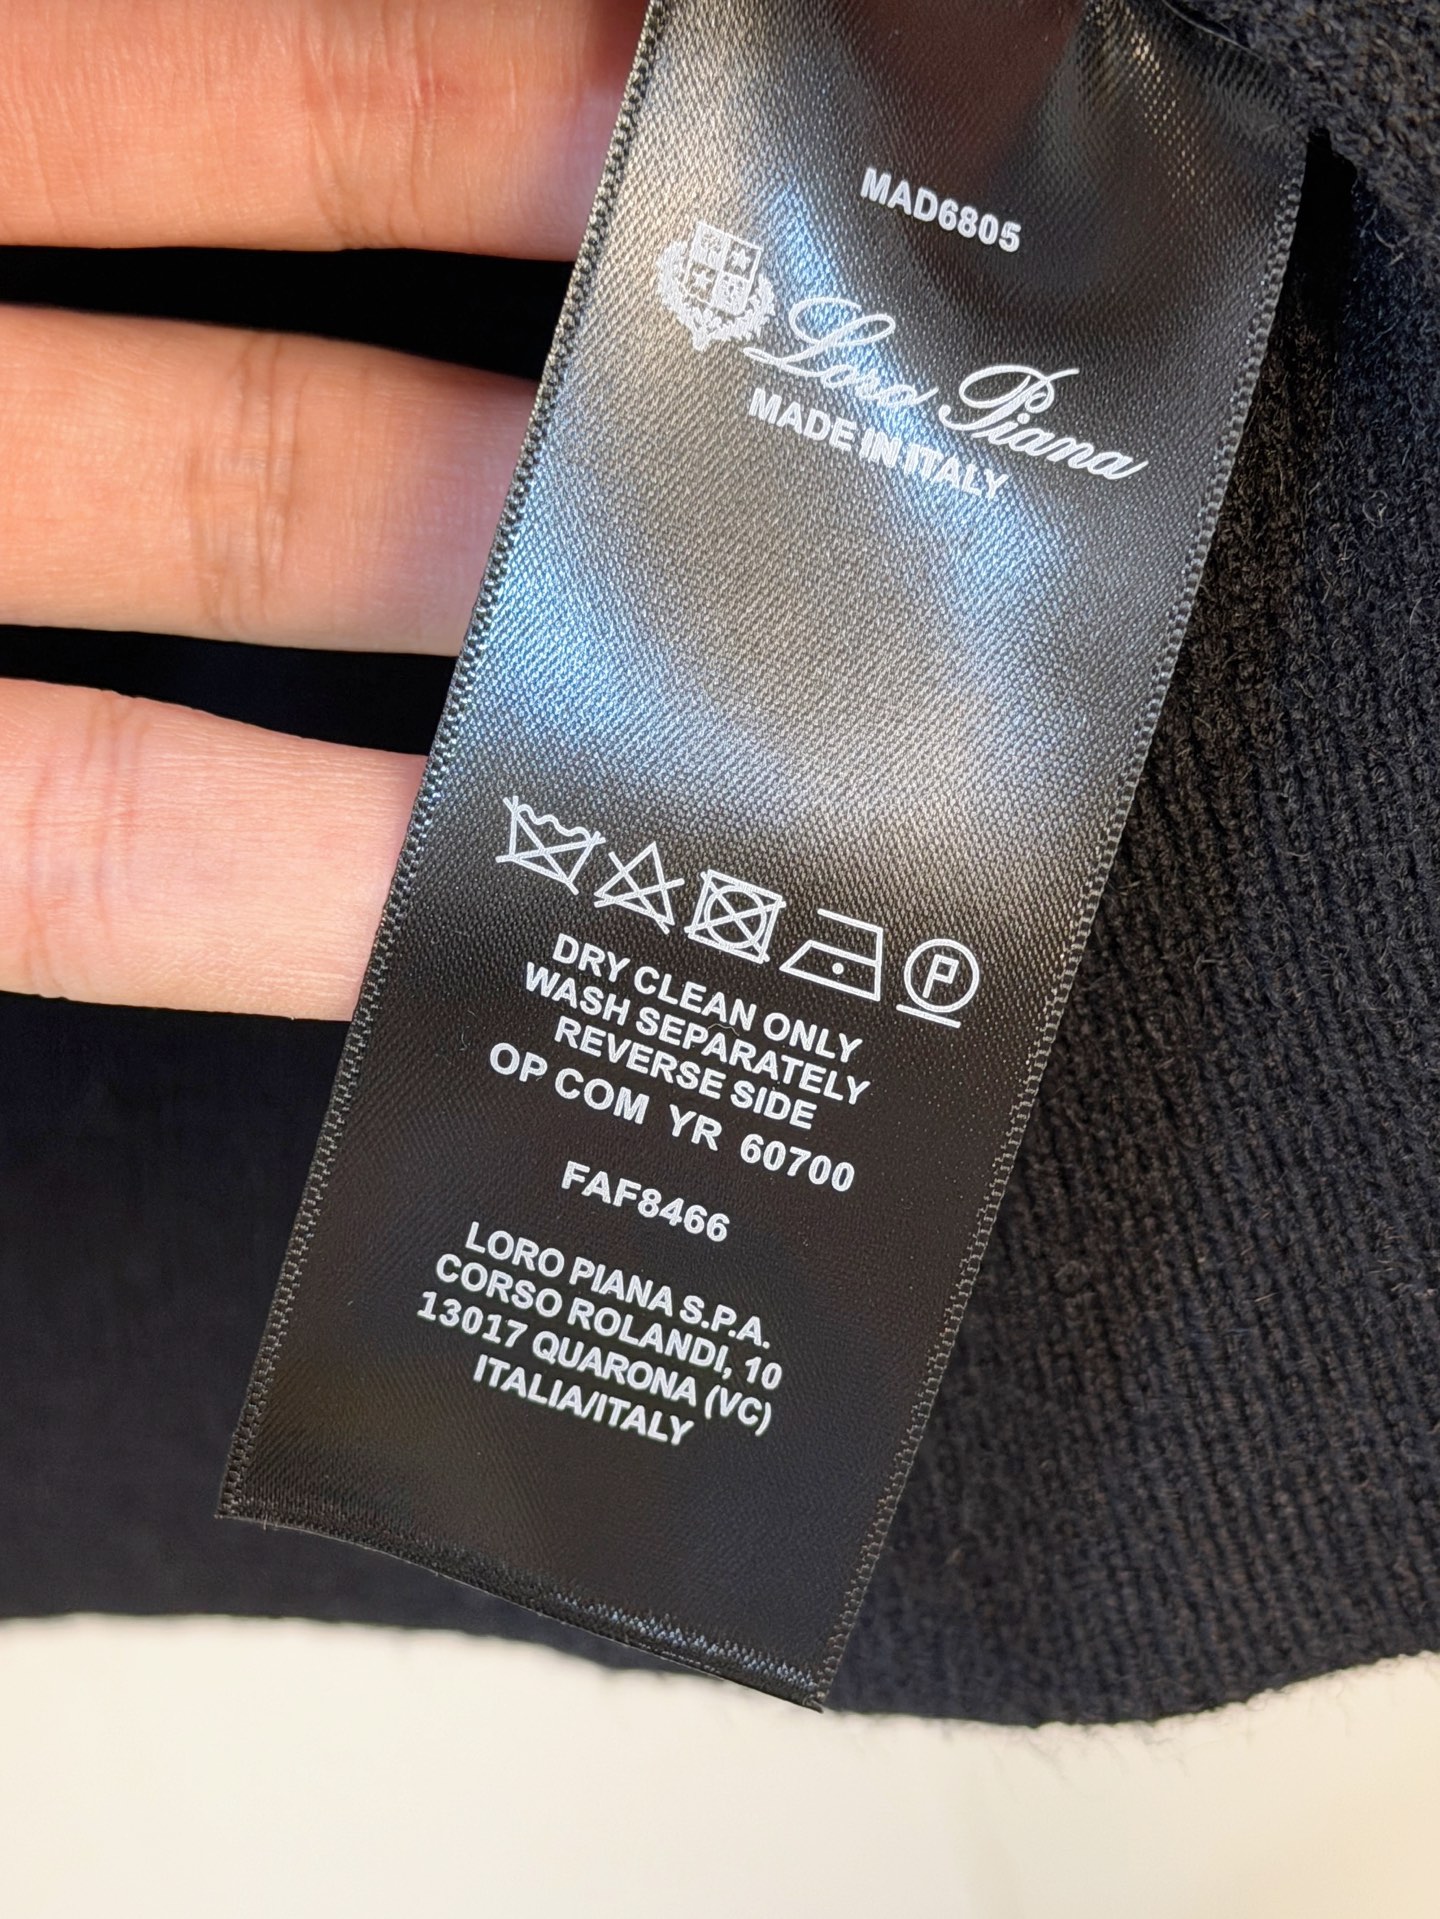 MAD6805
Loro Piana
MADE IN ITALY
P
DRY CLEAN ONLY
WASH SEPARATELY
REVERSE SIDE
OP COM YR 60700
FAF8466
LORO PIANA S.P.A.
CORSO ROLANDI, 10
13017 QUARONA (VC)
ITALIA/ITALY